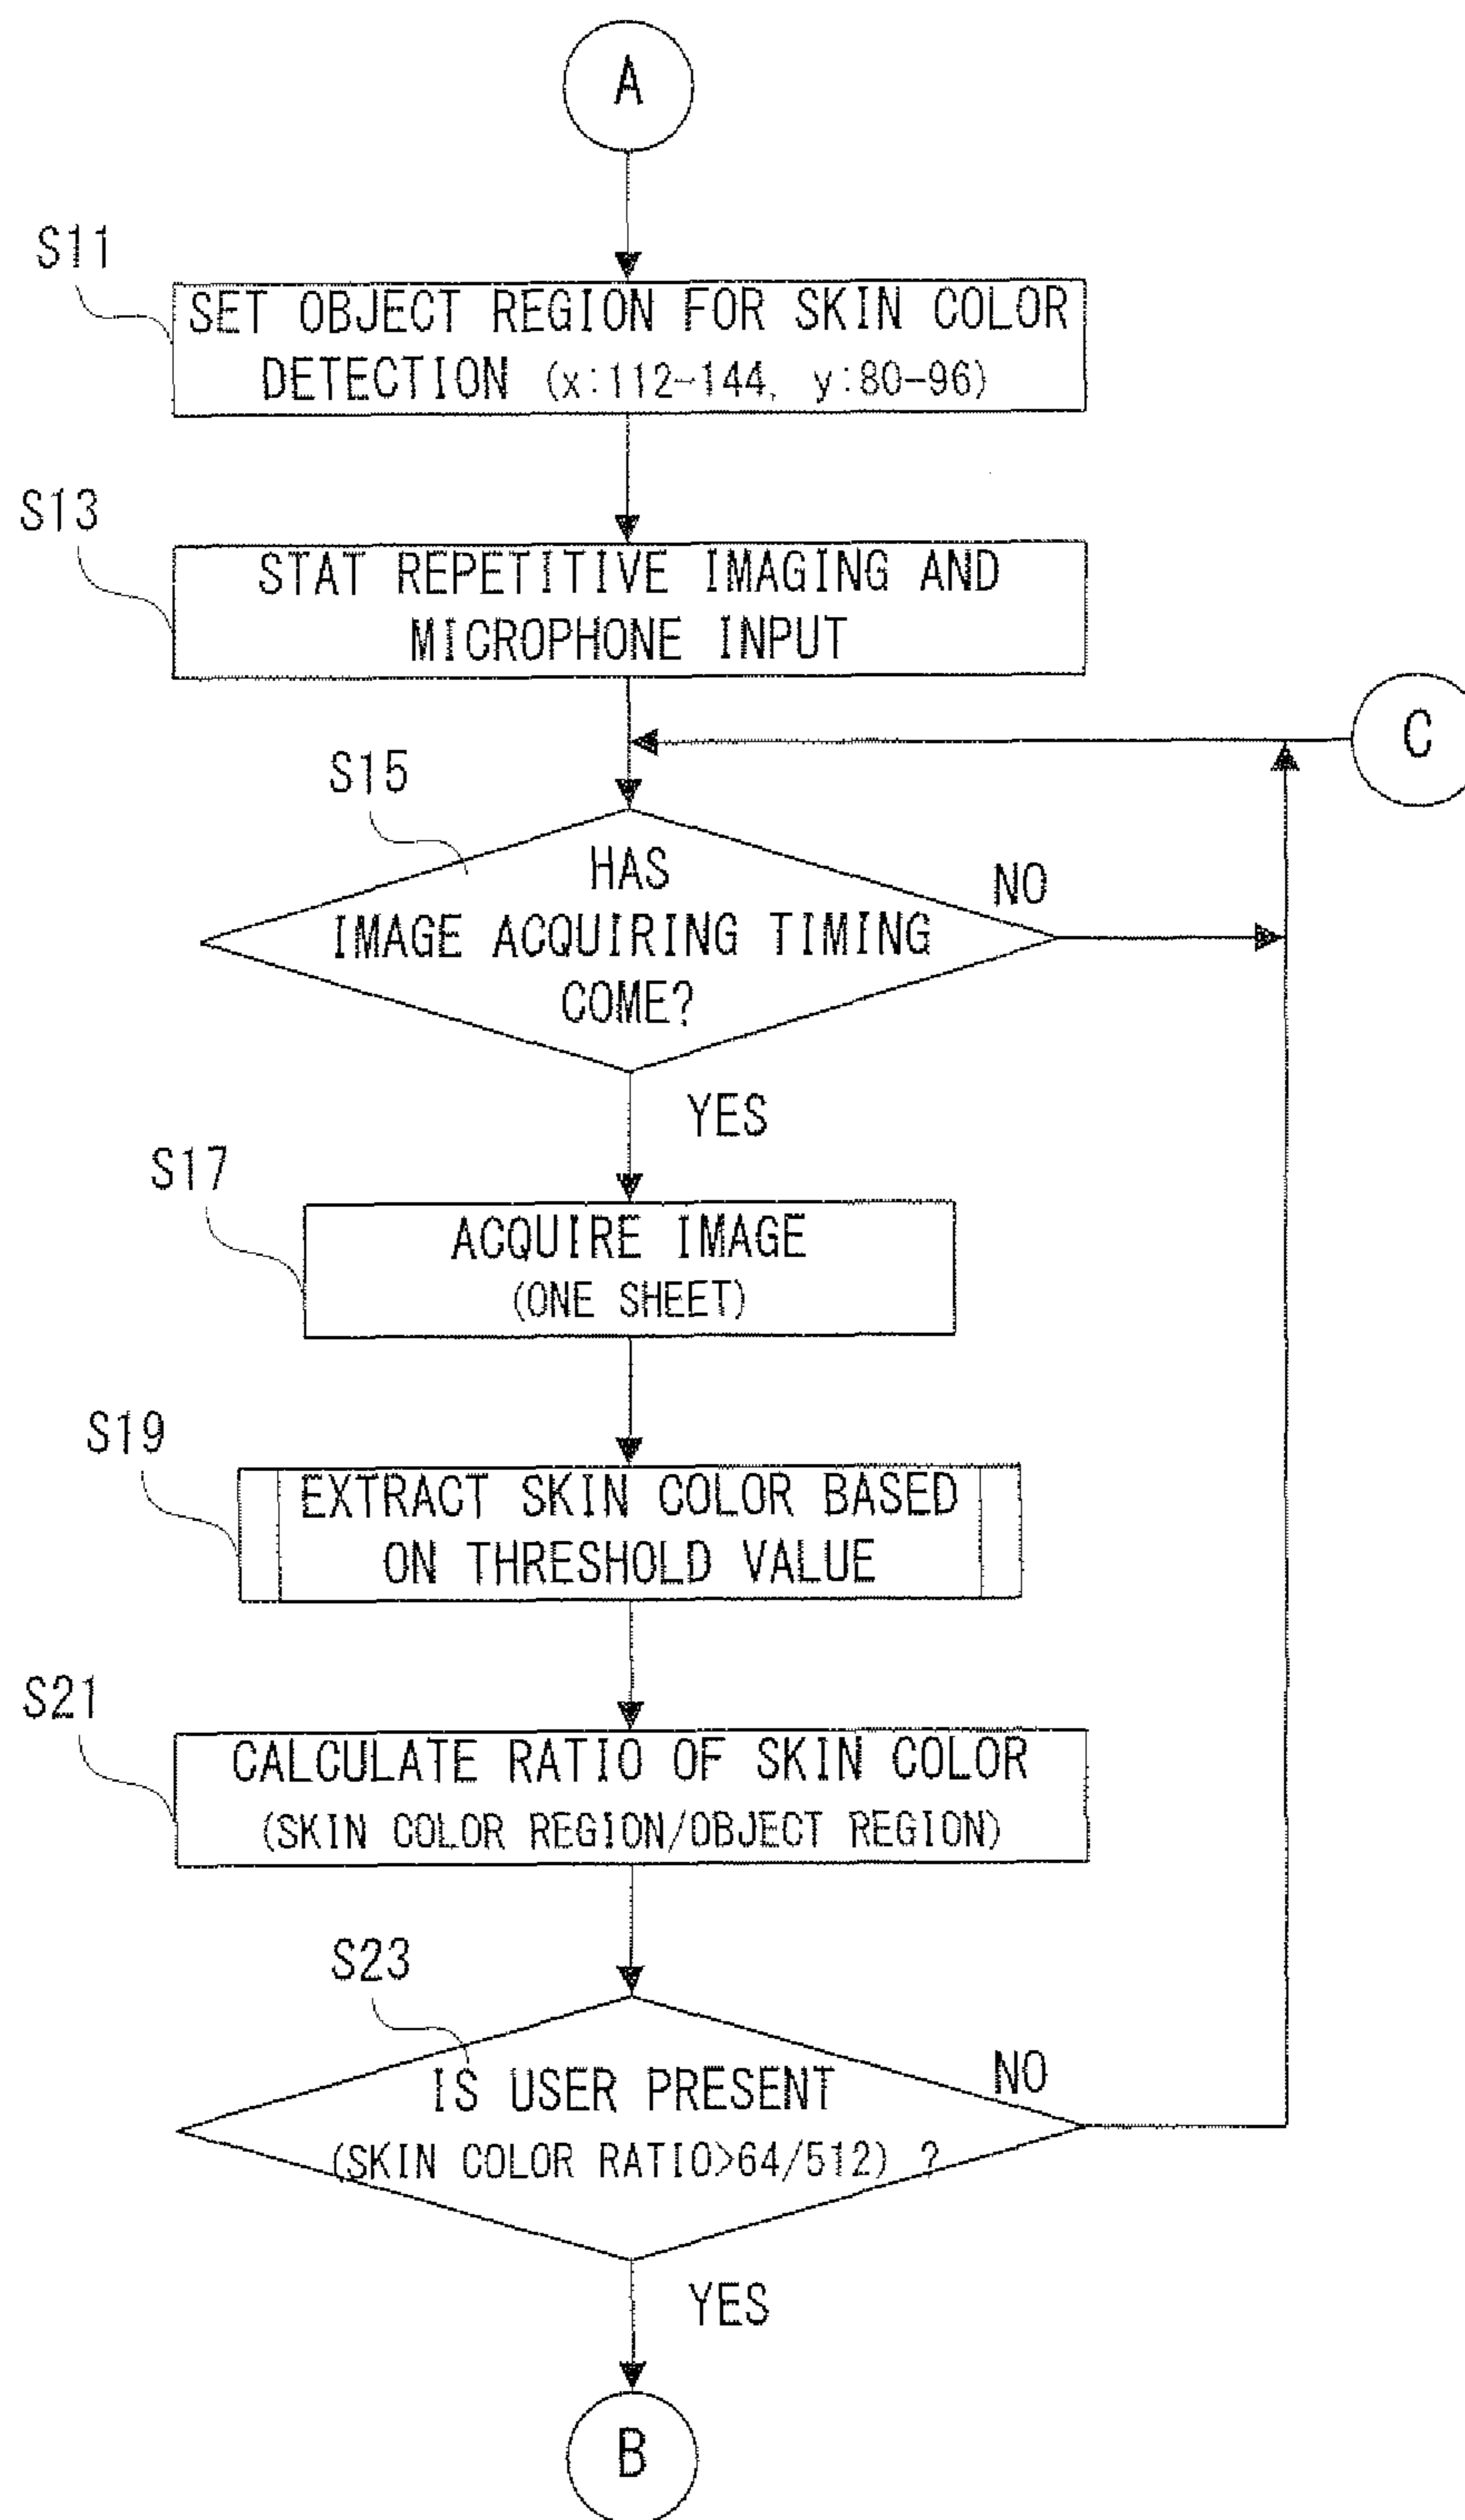 A
S11
SET OBJECT REGION FOR SKIN COLOR
DETECTION (x:112-144, y:80-96)
S13
STAT REPETITIVE IMAGING AND
MICROPHONE INPUT
C
S15
HAS
IMAGE ACQUIRING TIMING
COME?
NO
YES
S17
ACQUIRE IMAGE
(ONE SHEET)
S19
EXTRACT SKIN COLOR BASED
ON THRESHOLD VALUE
S21
CALCULATE RATIO OF SKIN COLOR
(SKIN COLOR REGION/OBJECT REGION)
S23
IS USER PRESENT
(SKIN COLOR RATIO>64/512) ?
NO
YES
B